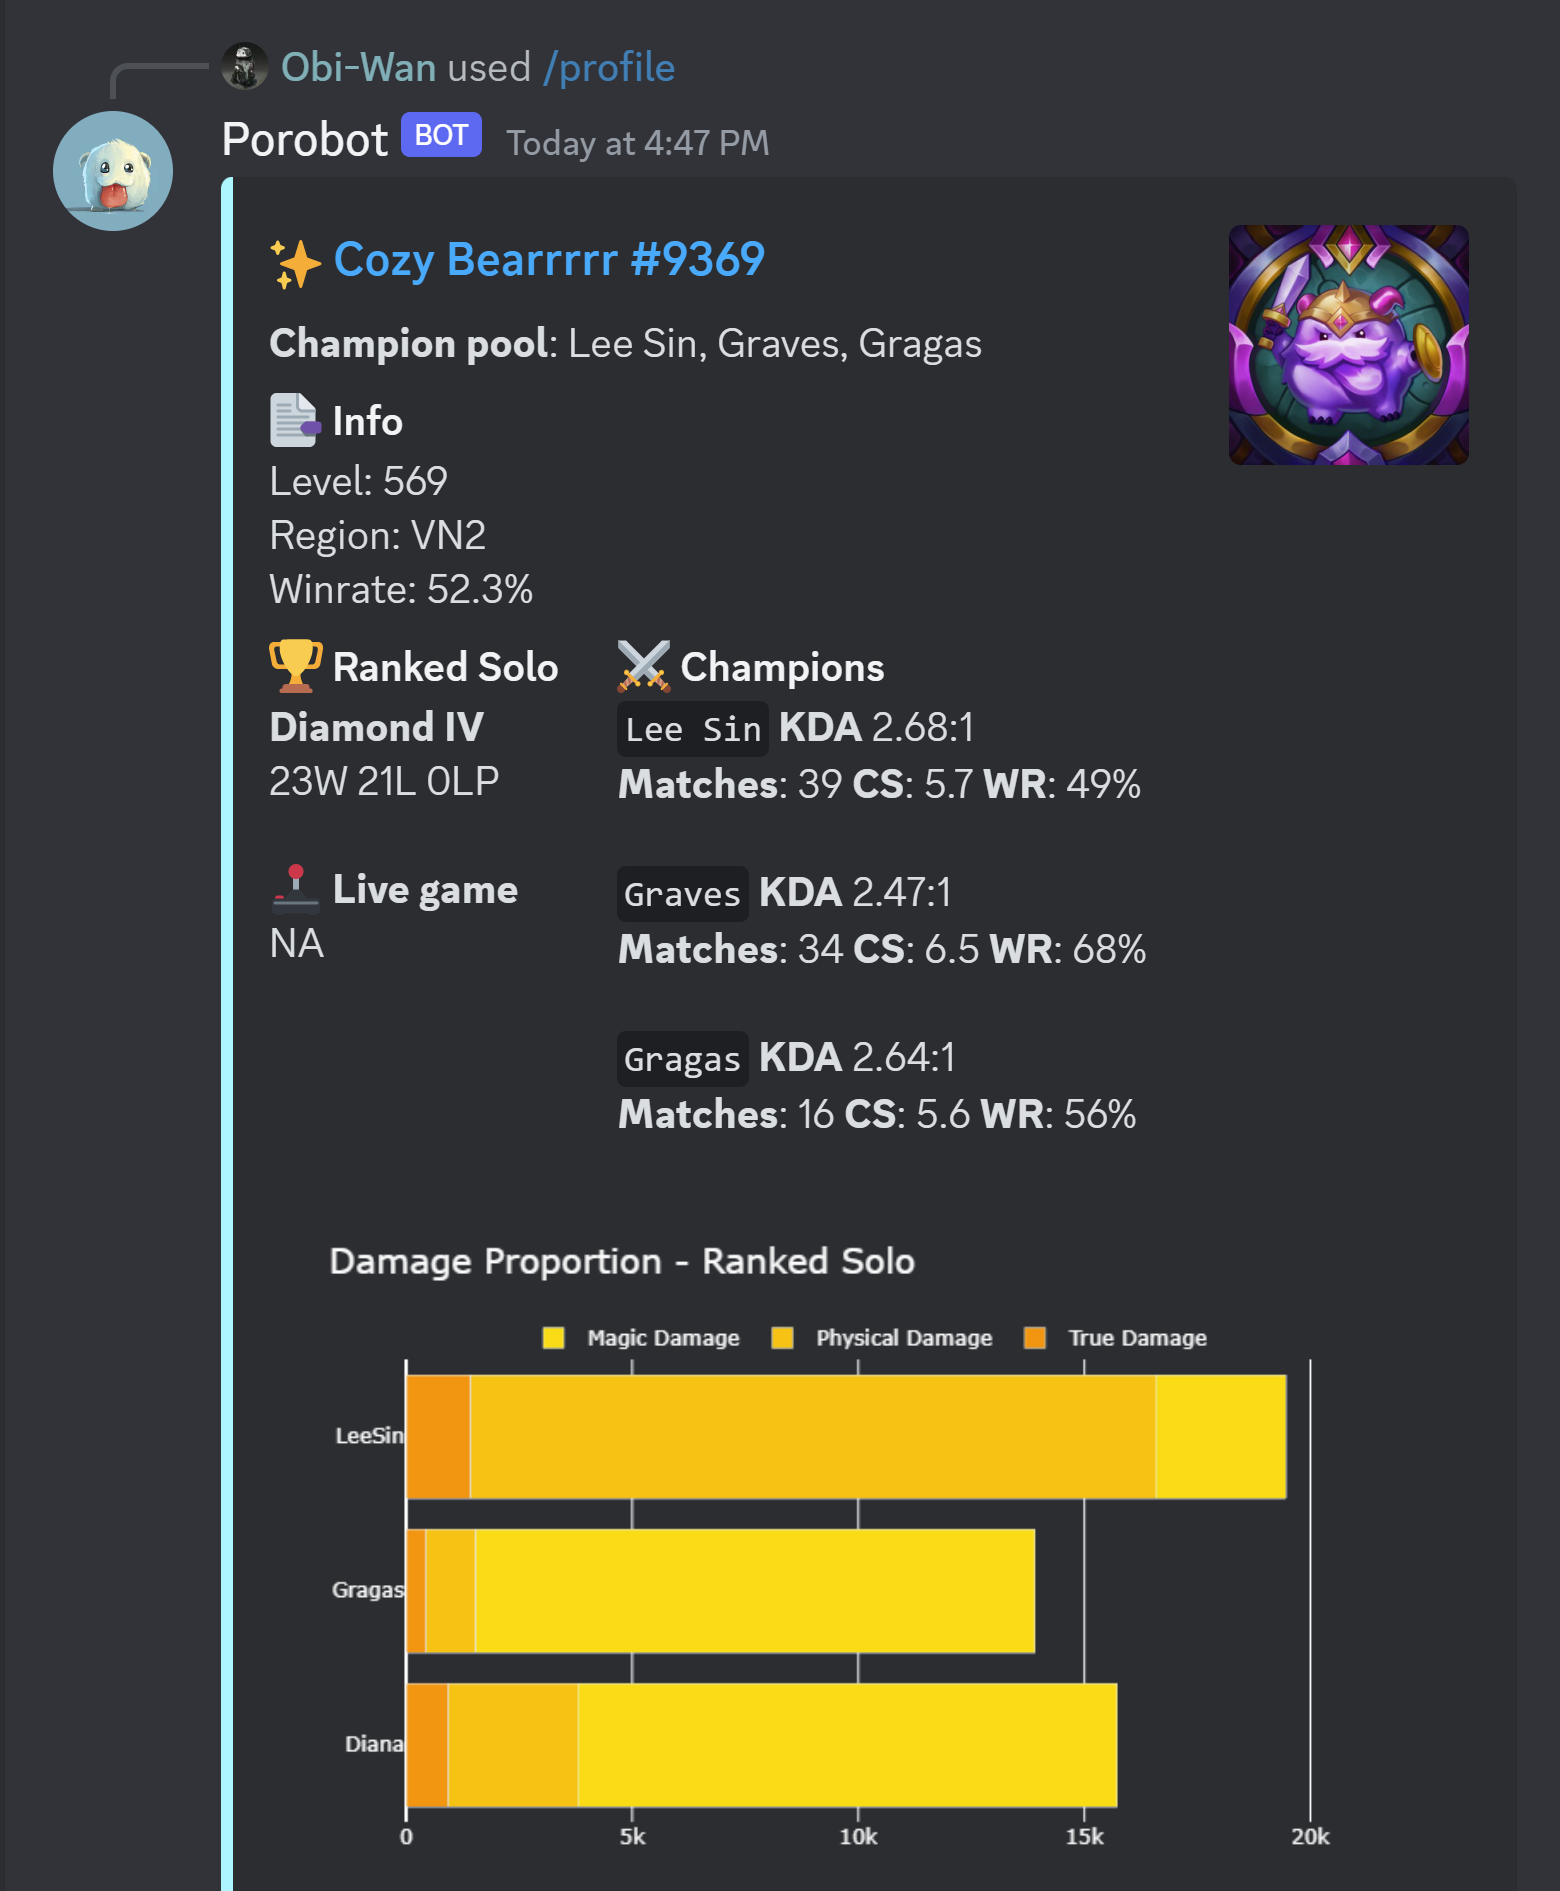 Obi-Wan used /profile
Porobot BOT Today at 4:47 PM
Cozy Bearrrrr #9369
Champion pool: Lee Sin, Graves, Gragas
Info
Level: 569
Region: VN2
Winrate: 52.3%
Ranked Solo
Diamond IV
23W 21L 0LP
Live game
NA
Champions
Lee Sin KDA 2.68:1
Matches: 39 CS: 5.7 WR: 49%
Graves KDA 2.47:1
Matches: 34 CS: 6.5 WR: 68%
Gragas KDA 2.64:1
Matches: 16 CS: 5.6 WR: 56%
Damage Proportion - Ranked Solo
Magic Damage Physical Damage True Damage
LeeSin
Gragas
Diana
0 5k 10k 15k 20k